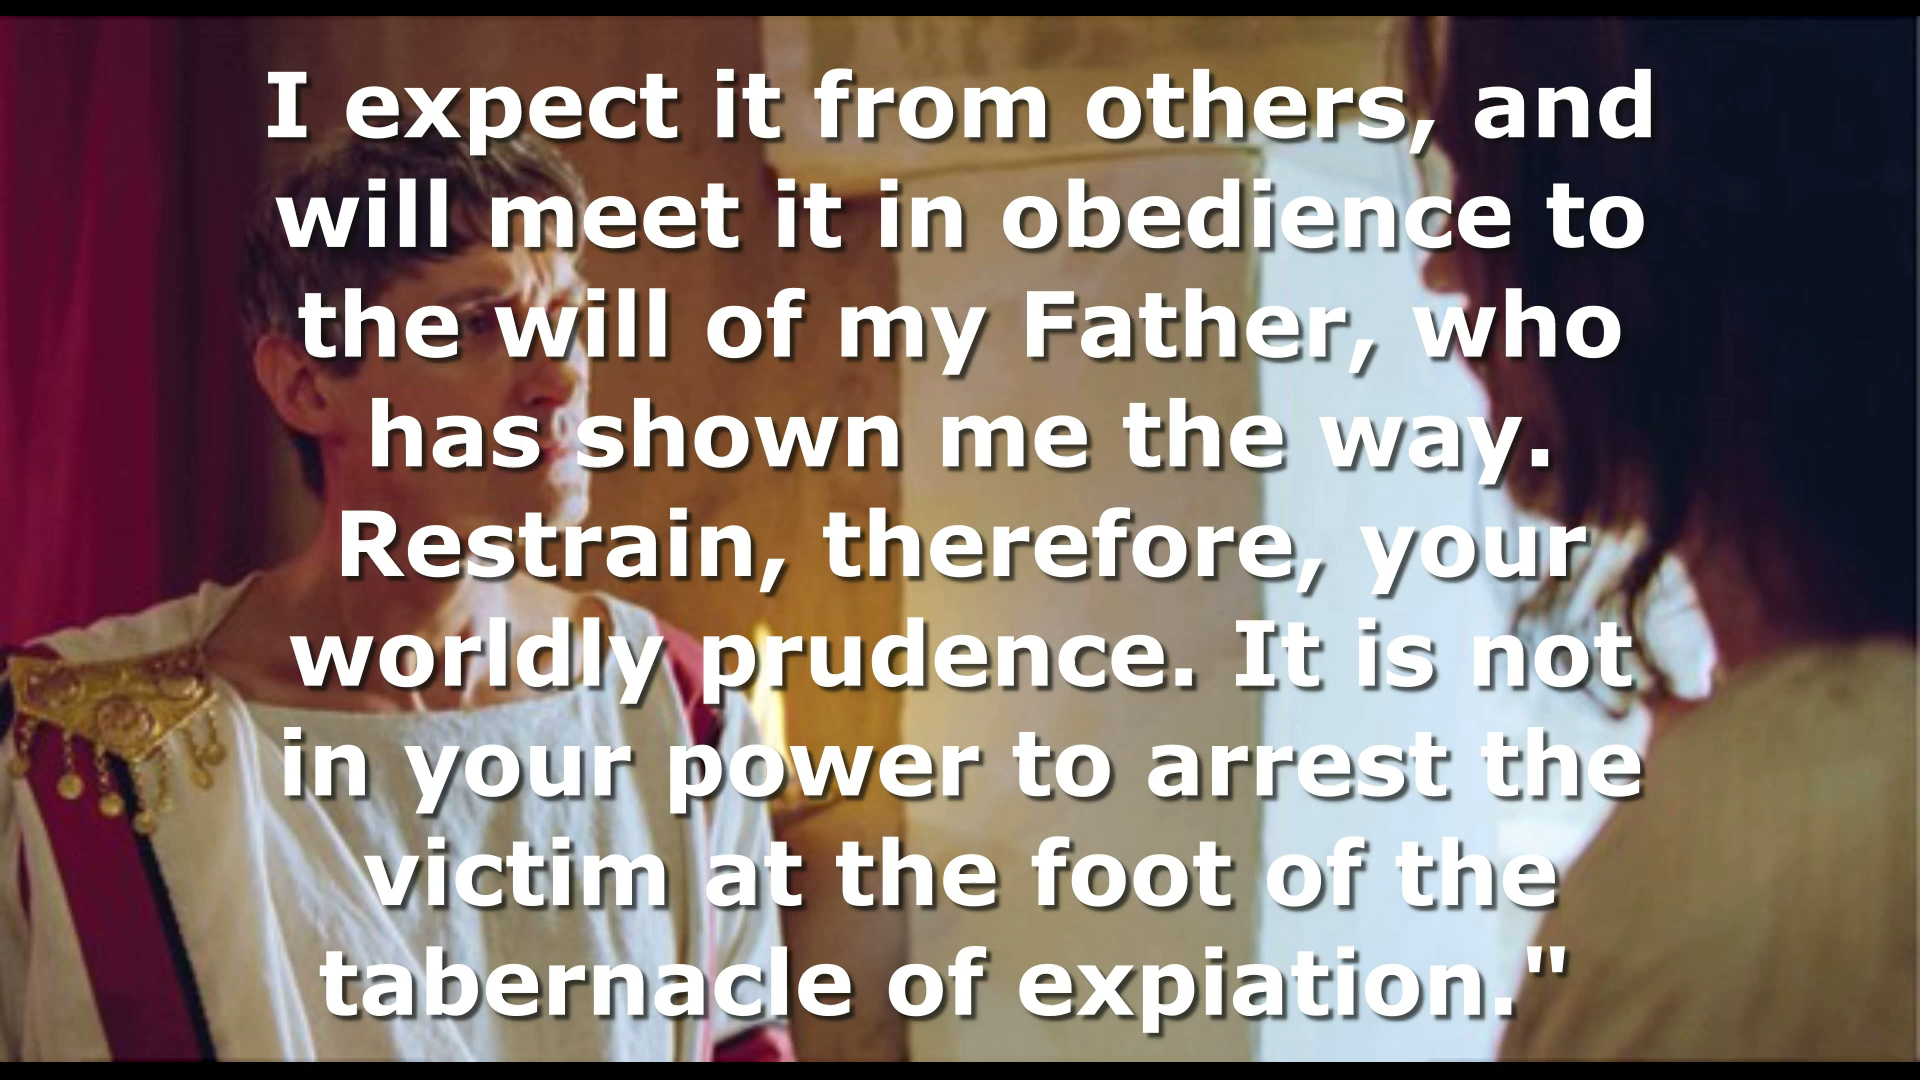 I expect it from others, and
will meet it in obedience to
the will of my Father, who
has shown me the way.
Restrain, therefore, your
worldly prudence. It is not
in your power to arrest the
victim at the foot of the
tabernacle of expiation."